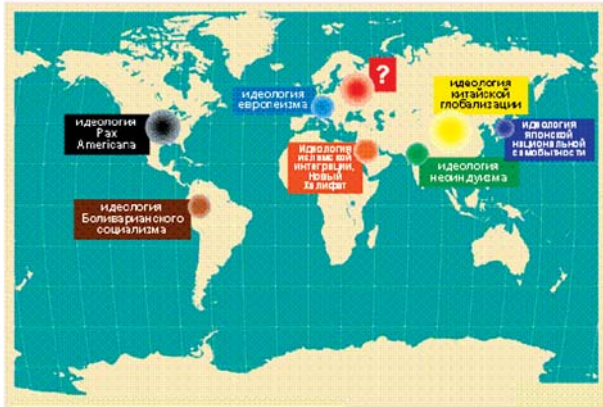 ?
идеология
европеизма
идеология
китайской
глобализации
идеология
Pax
Americana
Идеология
исламской
интеграции,
Новый
Халифат
идеология
японской
национальной
самобытности
идеология
неоиндуизма
идеология
Боливарианского
социализма